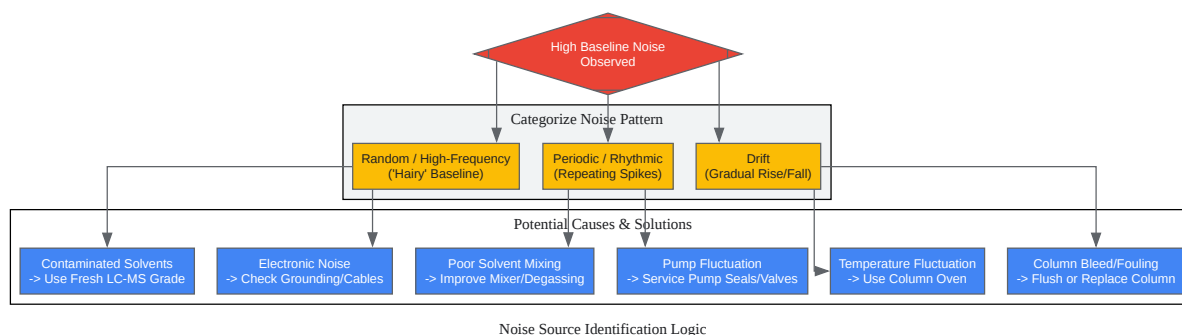 High Baseline Noise
Observed
Categorize Noise Pattern
Random / High-Frequency
('Hairy' Baseline)
Periodic / Rhythmic
(Repeating Spikes)
Drift
(Gradual Rise/Fall)
Potential Causes & Solutions
Contaminated Solvents
-> Use Fresh LC-MS Grade
Electronic Noise
-> Check Grounding/Cables
Poor Solvent Mixing
-> Improve Mixer/Degassing
Pump Fluctuation
-> Service Pump Seals/Valves
Temperature Fluctuation
-> Use Column Oven
Column Bleed/Fouling
-> Flush or Replace Column
Noise Source Identification Logic